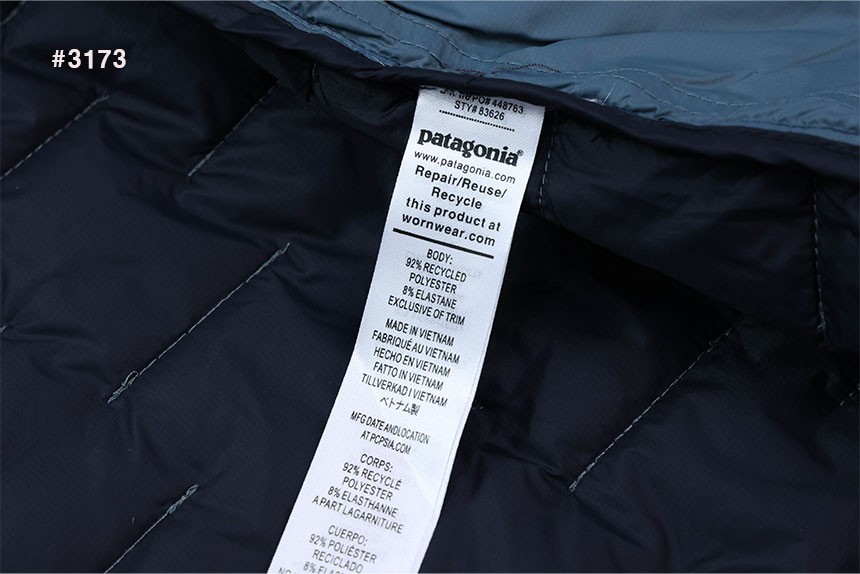 #3173
PO# 448763
STY# 83626
patagonia®
www.patagonia.com
Repair/Reuse/
Recycle
this product at
wornwear.com
BODY:
92% RECYCLED
POLYESTER
8% ELASTANE
EXCLUSIVE OF TRIM
MADE IN VIETNAM
FABRIQUÉ AU VIETNAM
HECHO EN VIETNAM
FATTO IN VIETNAM
TILLVERKAD I VIETNAM
ベトナム製
MFG DATE AND LOCATION
AT PCPSIA.COM
CORPS:
92% RECYCLÉ
POLYESTER
8% ELASTHANNE
A PART LA GARNITURE
CUERPO:
92% POLIÉSTER
RECICLADO